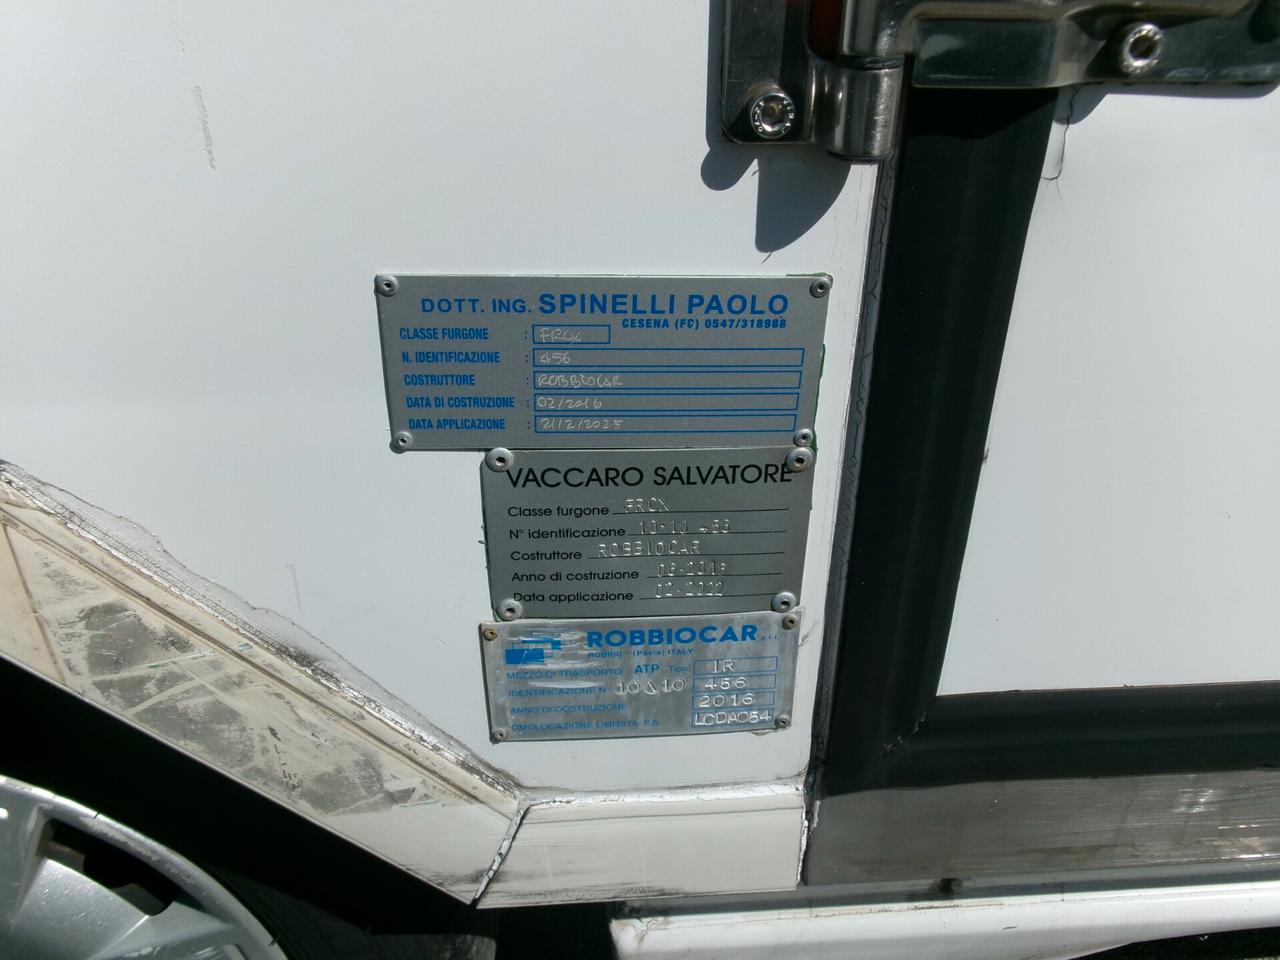 DOTT. ING. SPINELLI PAOLO
CESENA (FC) 0547/318988
CLASSE FURGONE : FRCX
N. IDENTIFICAZIONE : 456
COSTRUTTORE : ROBBIOCAR
DATA DI COSTRUZIONE : 02/2016
DATA APPLICAZIONE : 21/2/2025
VACCARO SALVATORE
Classe furgone FRCX
N° identificazione 10-10 456
Costruttore ROBBIOCAR
Anno di costruzione 06-2016
Data applicazione 02-2022
ROBBIOCAR s.r.l.
ROBBIO - (Pavia) ITALY
MEZZO DI TRASPORTO ATP Tipo IR
IDENTIFICAZIONE N° 10 10 456
ANNO DI COSTRUZIONE 2016
OMOLOGAZIONE LIMITATA P.B. LCDA054